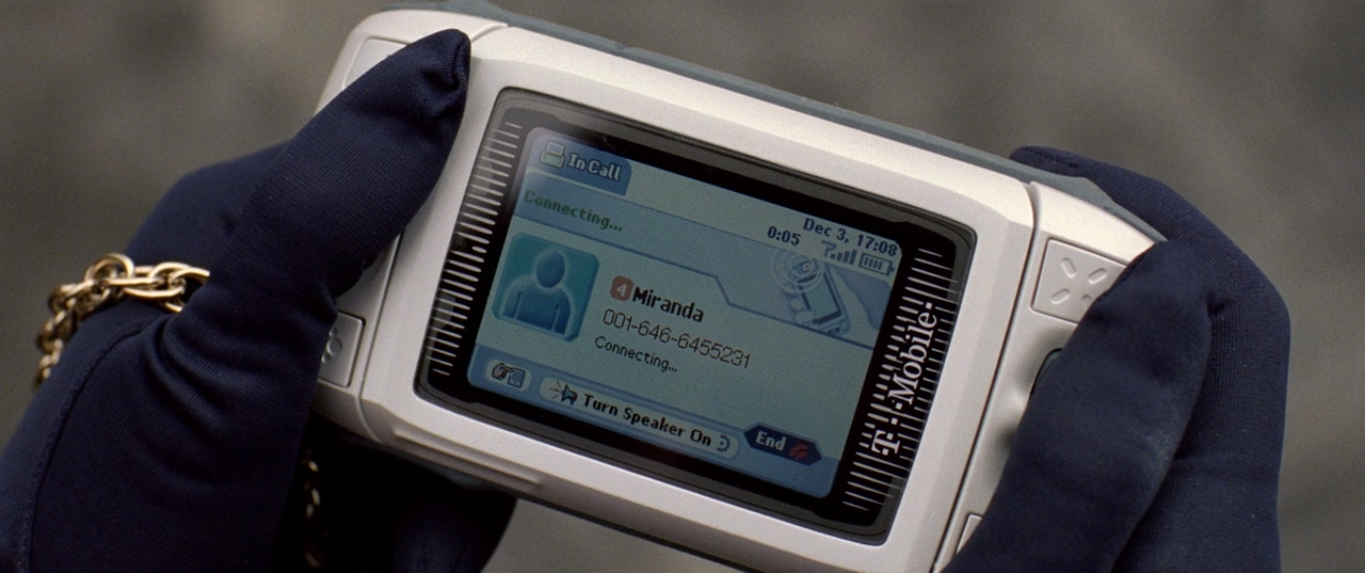 In Call
Connecting...
Dec 3, 17:08
0:05
4 Miranda
001-646-6455231
Connecting...
Turn Speaker On
End
T-Mobile